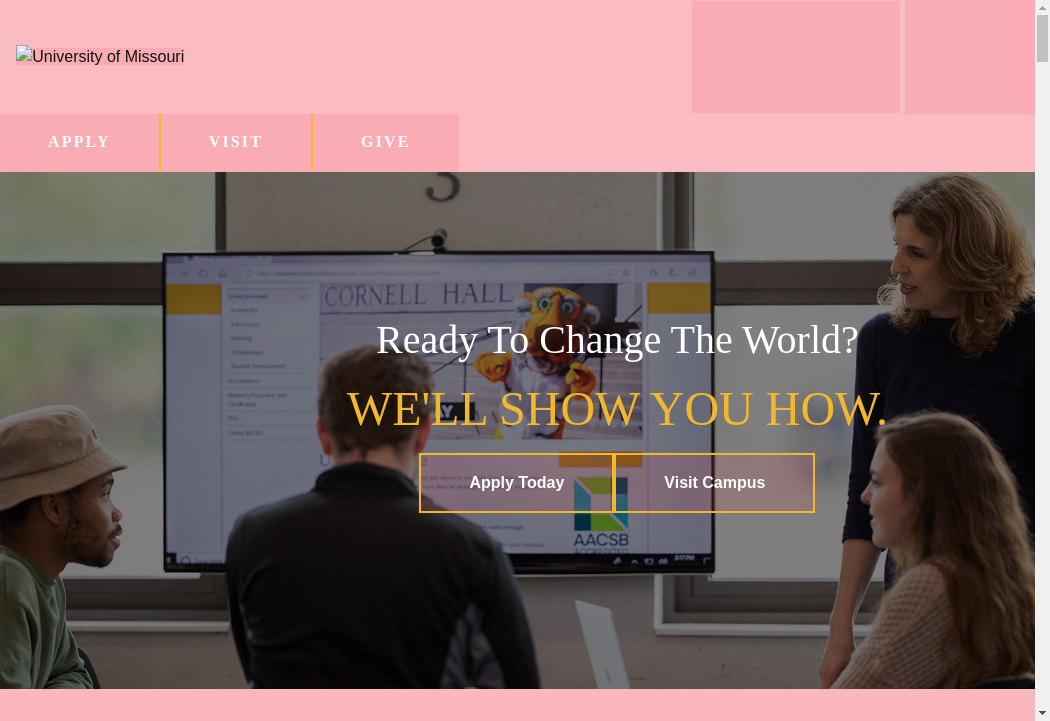 University of Missouri
APPLY
VISIT
GIVE
CORNELL HALL
Ready To Change The World?
WE'LL SHOW YOU HOW.
Apply Today
Visit Campus
AACSB
ACCREDITED